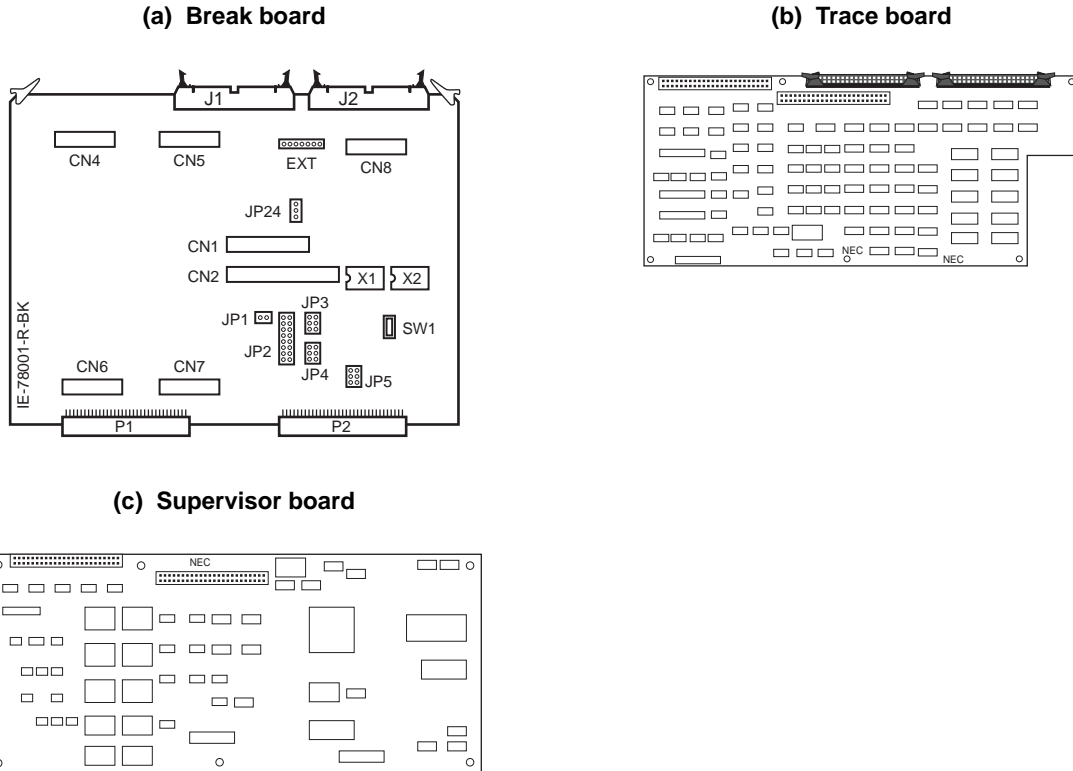 (a) Break board
J1
J2
CN4
CN5
EXT
CN8
JP24
CN1
CN2
X1
X2
JP3
JP1
SW1
JP2
JP4
JP5
IE-78001-R-BK
CN6
CN7
P1
P2
(b) Trace board
NEC
NEC
(c) Supervisor board
NEC